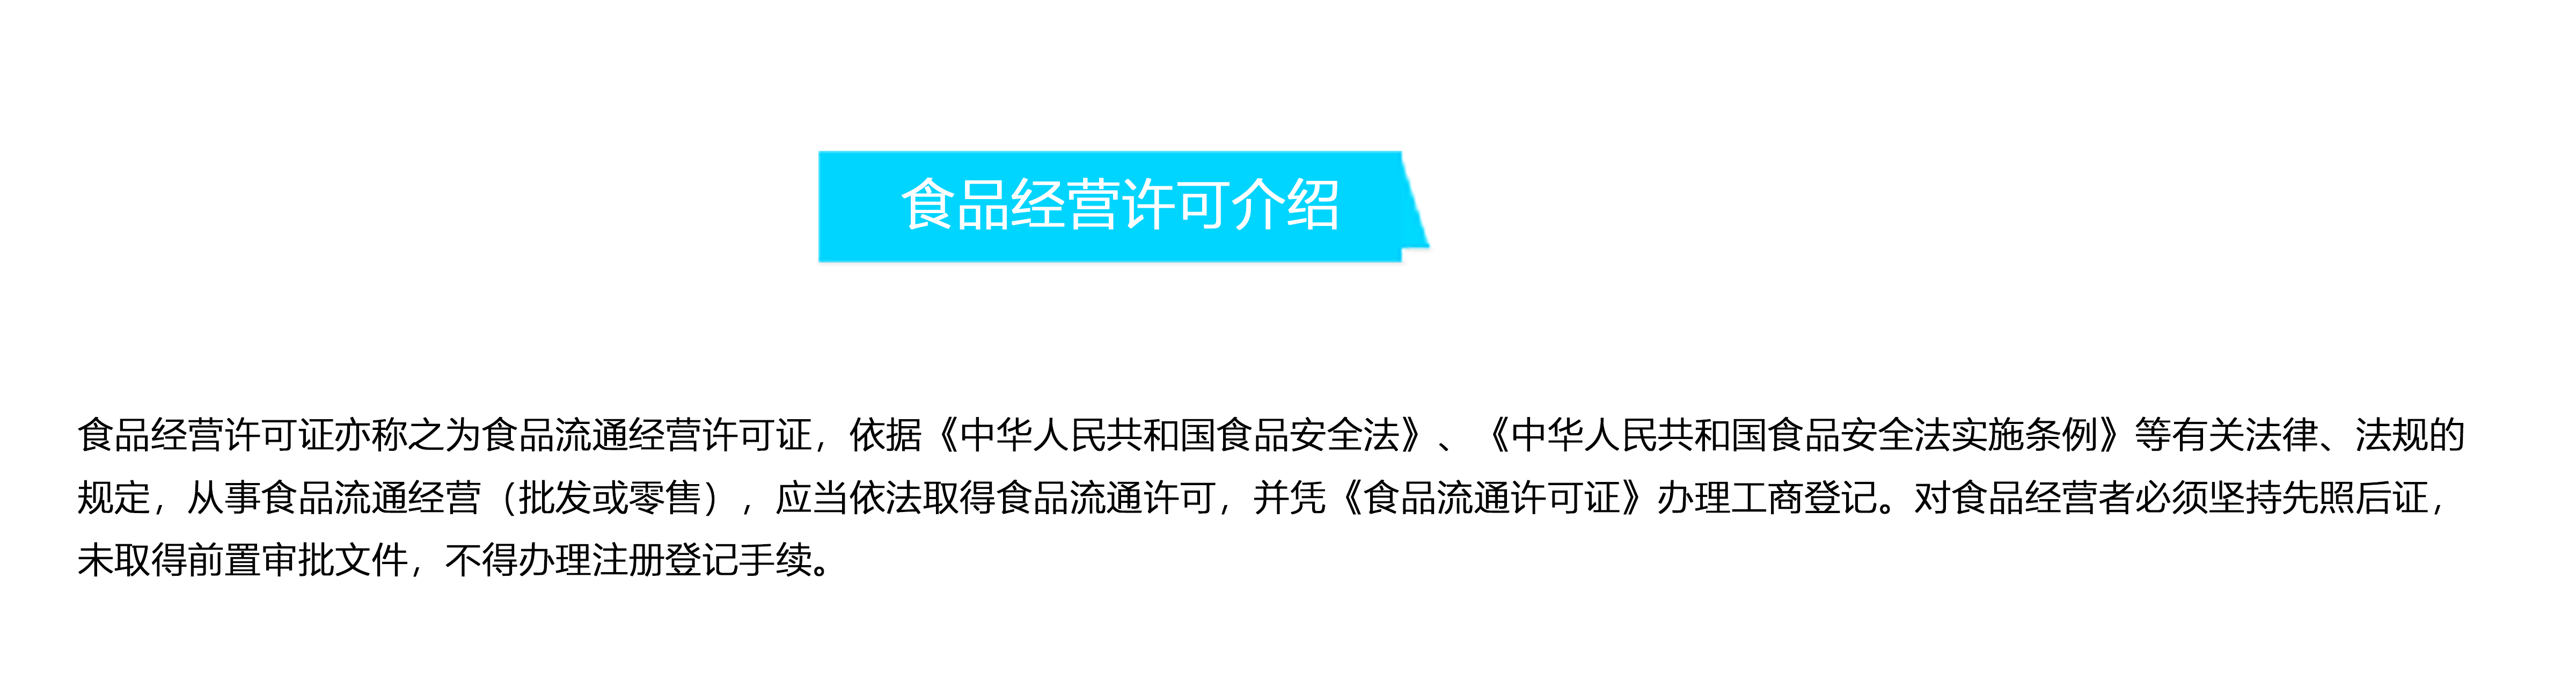 食品经营许可介绍
食品经营许可证亦称之为食品流通经营许可证，依据《中华人民共和国食品安全法》、《中华人民共和国食品安全法实施条例》等有关法律、法规的
规定，从事食品流通经营（批发或零售），应当依法取得食品流通许可，并凭《食品流通许可证》办理工商登记。对食品经营者必须坚持先照后证，
未取得前置审批文件，不得办理注册登记手续。